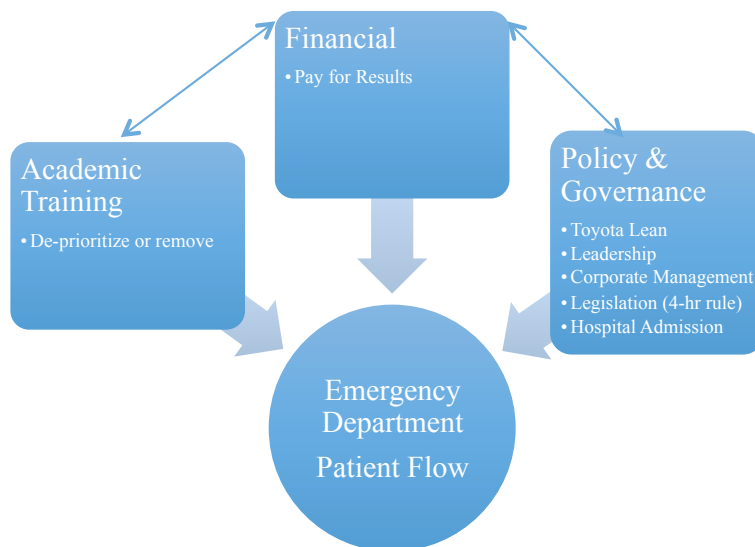 Financial
• Pay for Results
Academic
Training
• De-prioritize or remove
Policy &
Governance
• Toyota Lean
• Leadership
• Corporate Management
• Legislation (4-hr rule)
• Hospital Admission
Emergency
Department
Patient Flow